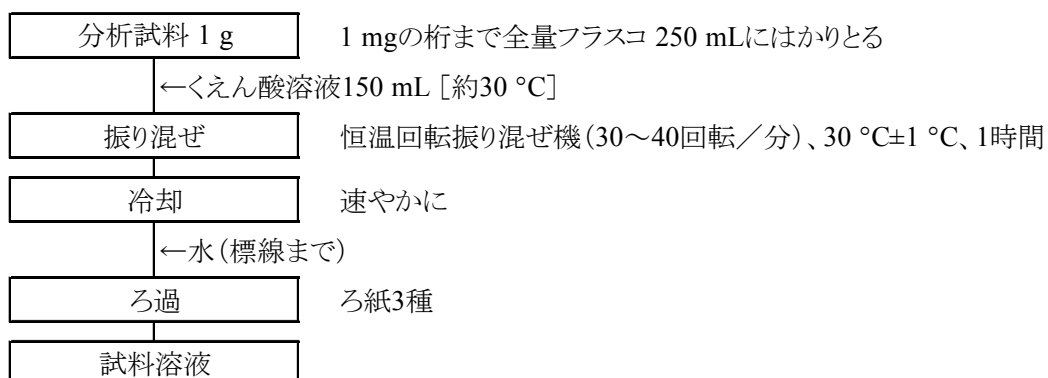 分析試料 1 g 1 mgの桁まで全量フラスコ 250 mLにはかりとる
←くえん酸溶液150 mL［約30 °C］
振り混ぜ 恒温回転振り混ぜ機（30～40回転／分）、30 °C±1 °C、1時間
冷却 速やかに
←水（標線まで）
ろ過 ろ紙3種
試料溶液